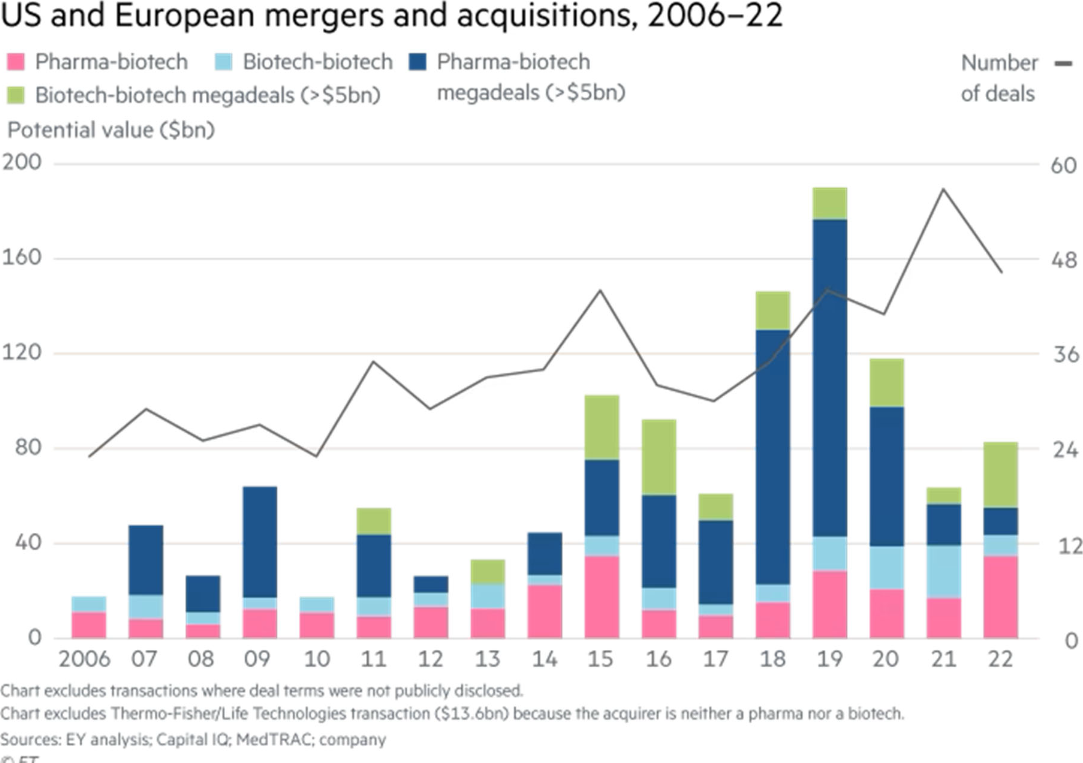 US and European mergers and acquisitions, 2006–22
Pharma-biotech
Biotech-biotech
Pharma-biotech
megadeals (>$5bn)
Biotech-biotech megadeals (>$5bn)
Number
of deals
Potential value ($bn)
200
160
120
80
40
0
60
48
36
24
12
0
2006 07 08 09 10 11 12 13 14 15 16 17 18 19 20 21 22
Chart excludes transactions where deal terms were not publicly disclosed.
Chart excludes Thermo-Fisher/Life Technologies transaction ($13.6bn) because the acquirer is neither a pharma nor a biotech.
Sources: EY analysis; Capital IQ; MedTRAC; company
© FT